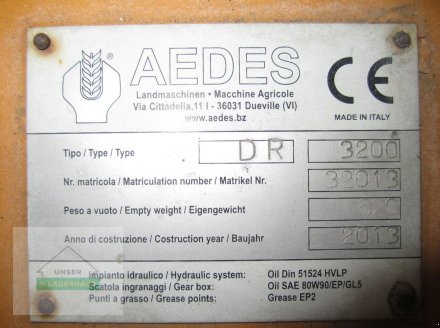 AEDES
®
Landmaschinen • Macchine Agricole
Via Cittadella,11 I - 36031 Dueville (VI)
www.aedes.bz
CE
MADE IN ITALY
Tipo / Type / Type DR 3200
Nr. matricola / Matriculation number / Matrikel Nr. 32013
Peso a vuoto / Empty weight / Eigengewicht
Anno di costruzione / Costruction year / Baujahr 2013
Impianto idraulico / Hydraulic system: Oil Din 51524 HVLP
Scatola ingranaggi / Gear box: Oil SAE 80W90/EP/GL5
Punti a grasso / Grease points: Grease EP2
UNSER
LAGERHAUS